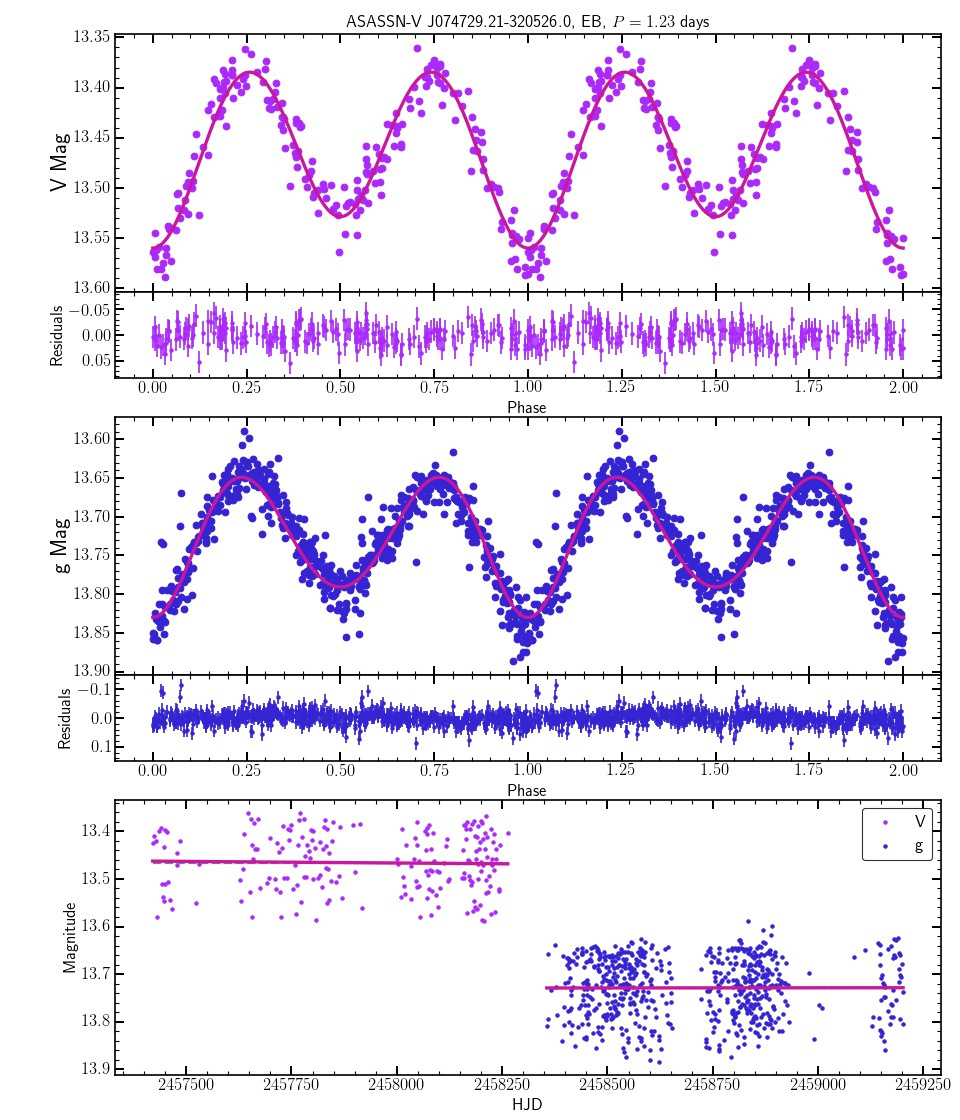 ASASSN-V J074729.21-320526.0, EB, P = 1.23 days
13.35
13.40
13.45
13.50
13.55
13.60
V Mag
−0.05
0.00
0.05
Residuals
0.00 0.25 0.50 0.75 1.00 1.25 1.50 1.75 2.00
Phase
13.60
13.65
13.70
13.75
13.80
13.85
13.90
g Mag
−0.1
0.0
0.1
Residuals
0.00 0.25 0.50 0.75 1.00 1.25 1.50 1.75 2.00
Phase
V
g
13.4
13.5
13.6
13.7
13.8
13.9
Magnitude
2457500 2457750 2458000 2458250 2458500 2458750 2459000 2459250
HJD